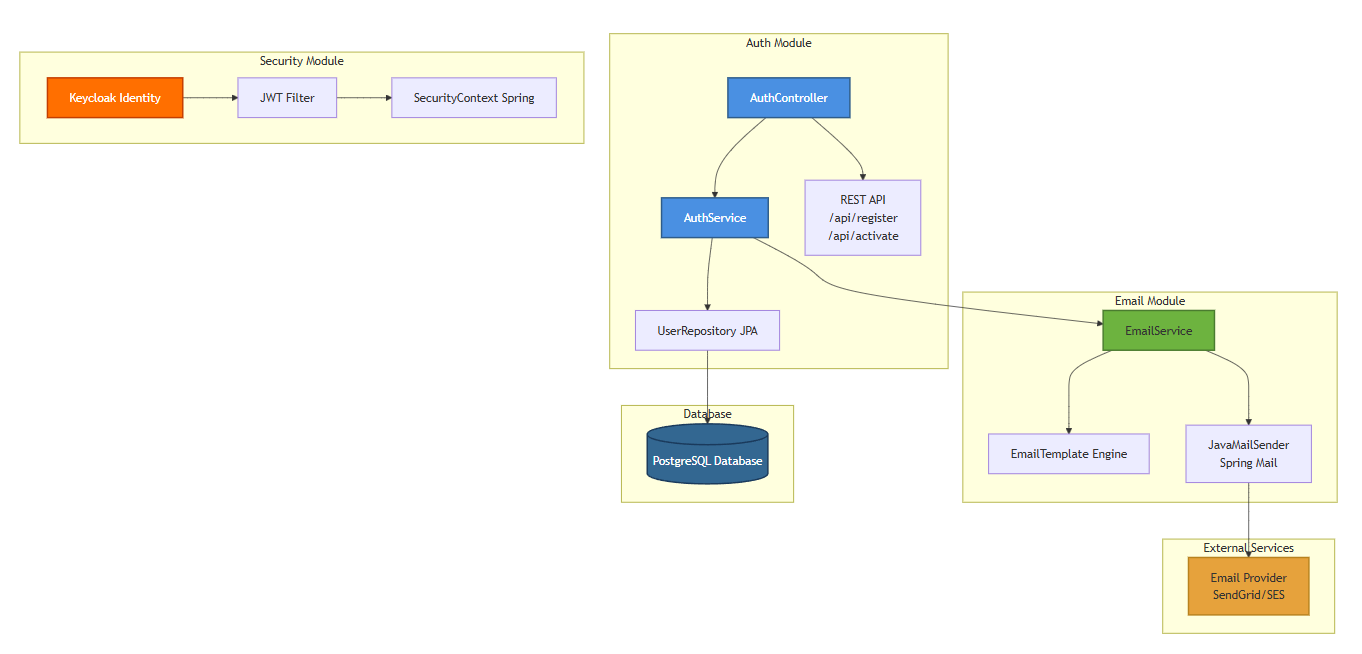 Security Module
Keycloak Identity
JWT Filter
SecurityContext Spring
Auth Module
AuthController
AuthService
REST API
/api/register
/api/activate
UserRepository JPA
Database
PostgreSQL Database
Email Module
EmailService
EmailTemplate Engine
JavaMailSender
Spring Mail
External Services
Email Provider
SendGrid/SES